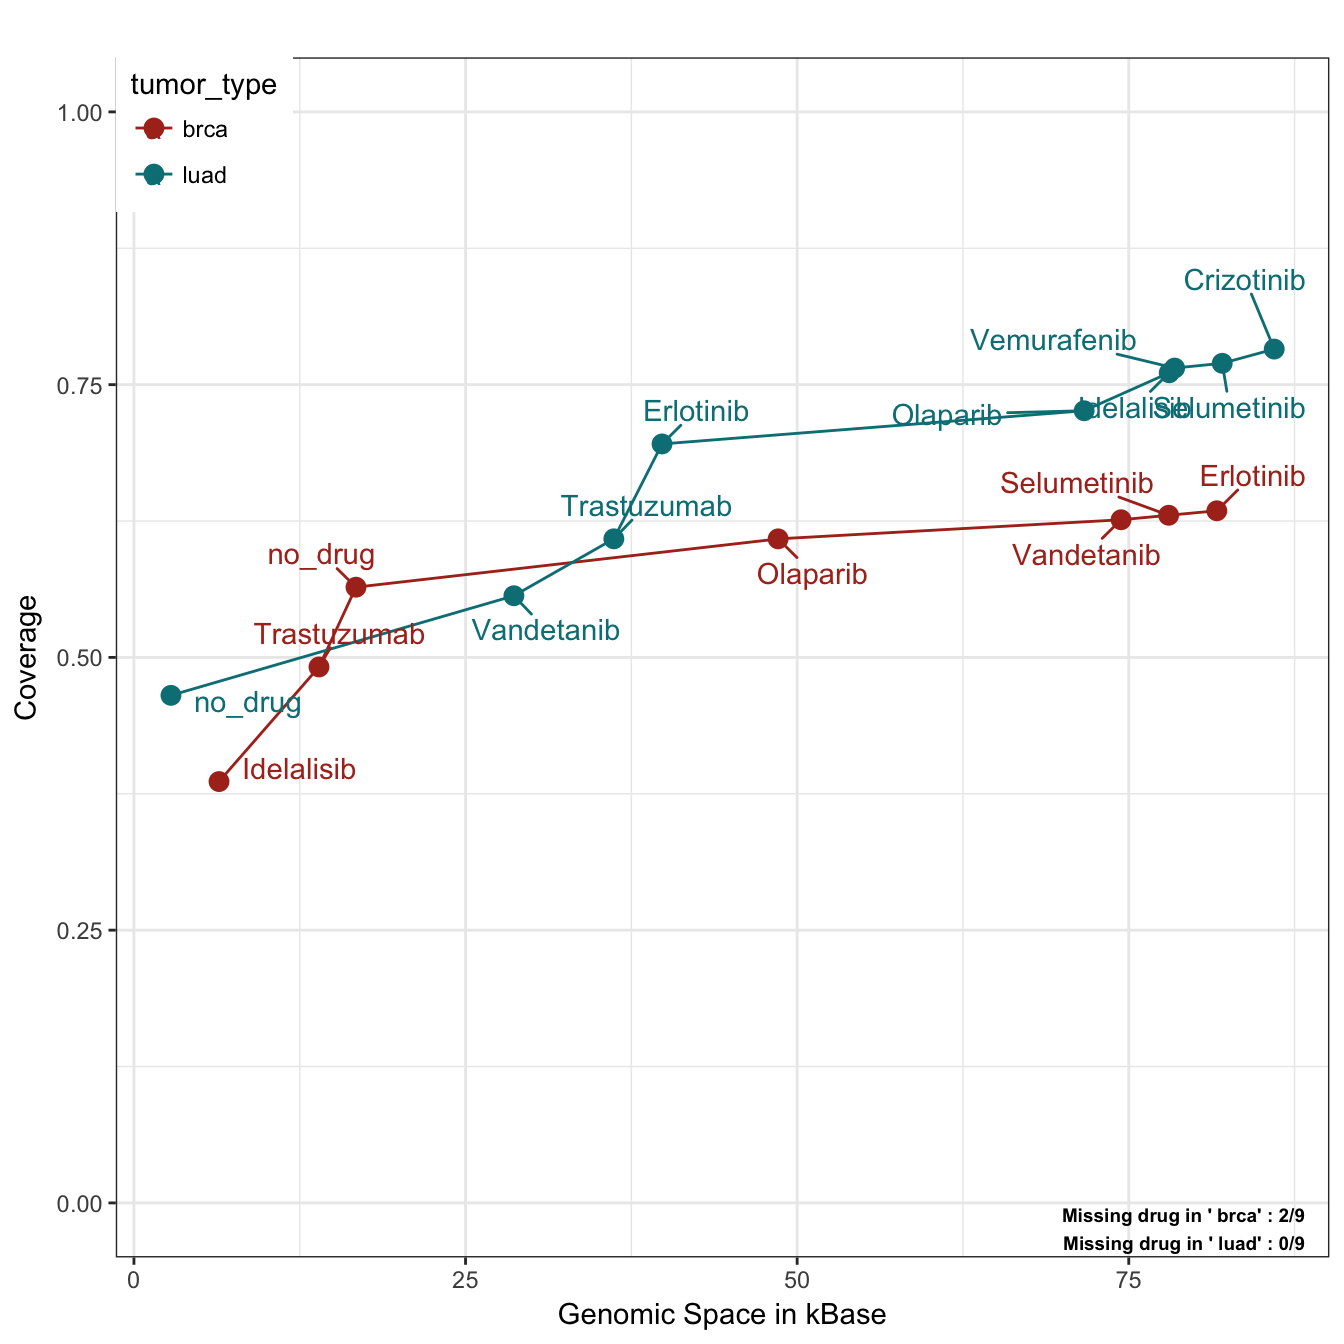 tumor_type
brca
luad
1.00
0.75
0.50
0.25
0.00
Coverage
Crizotinib
Vemurafenib
Erlotinib
Olaparib
Idelalisib
Selumetinib
Selumetinib
Erlotinib
Trastuzumab
no_drug
Vandetanib
Olaparib
Trastuzumab
Vandetanib
no_drug
Idelalisib
Missing drug in ' brca' : 2/9
Missing drug in ' luad' : 0/9
0
25
50
75
Genomic Space in kBase